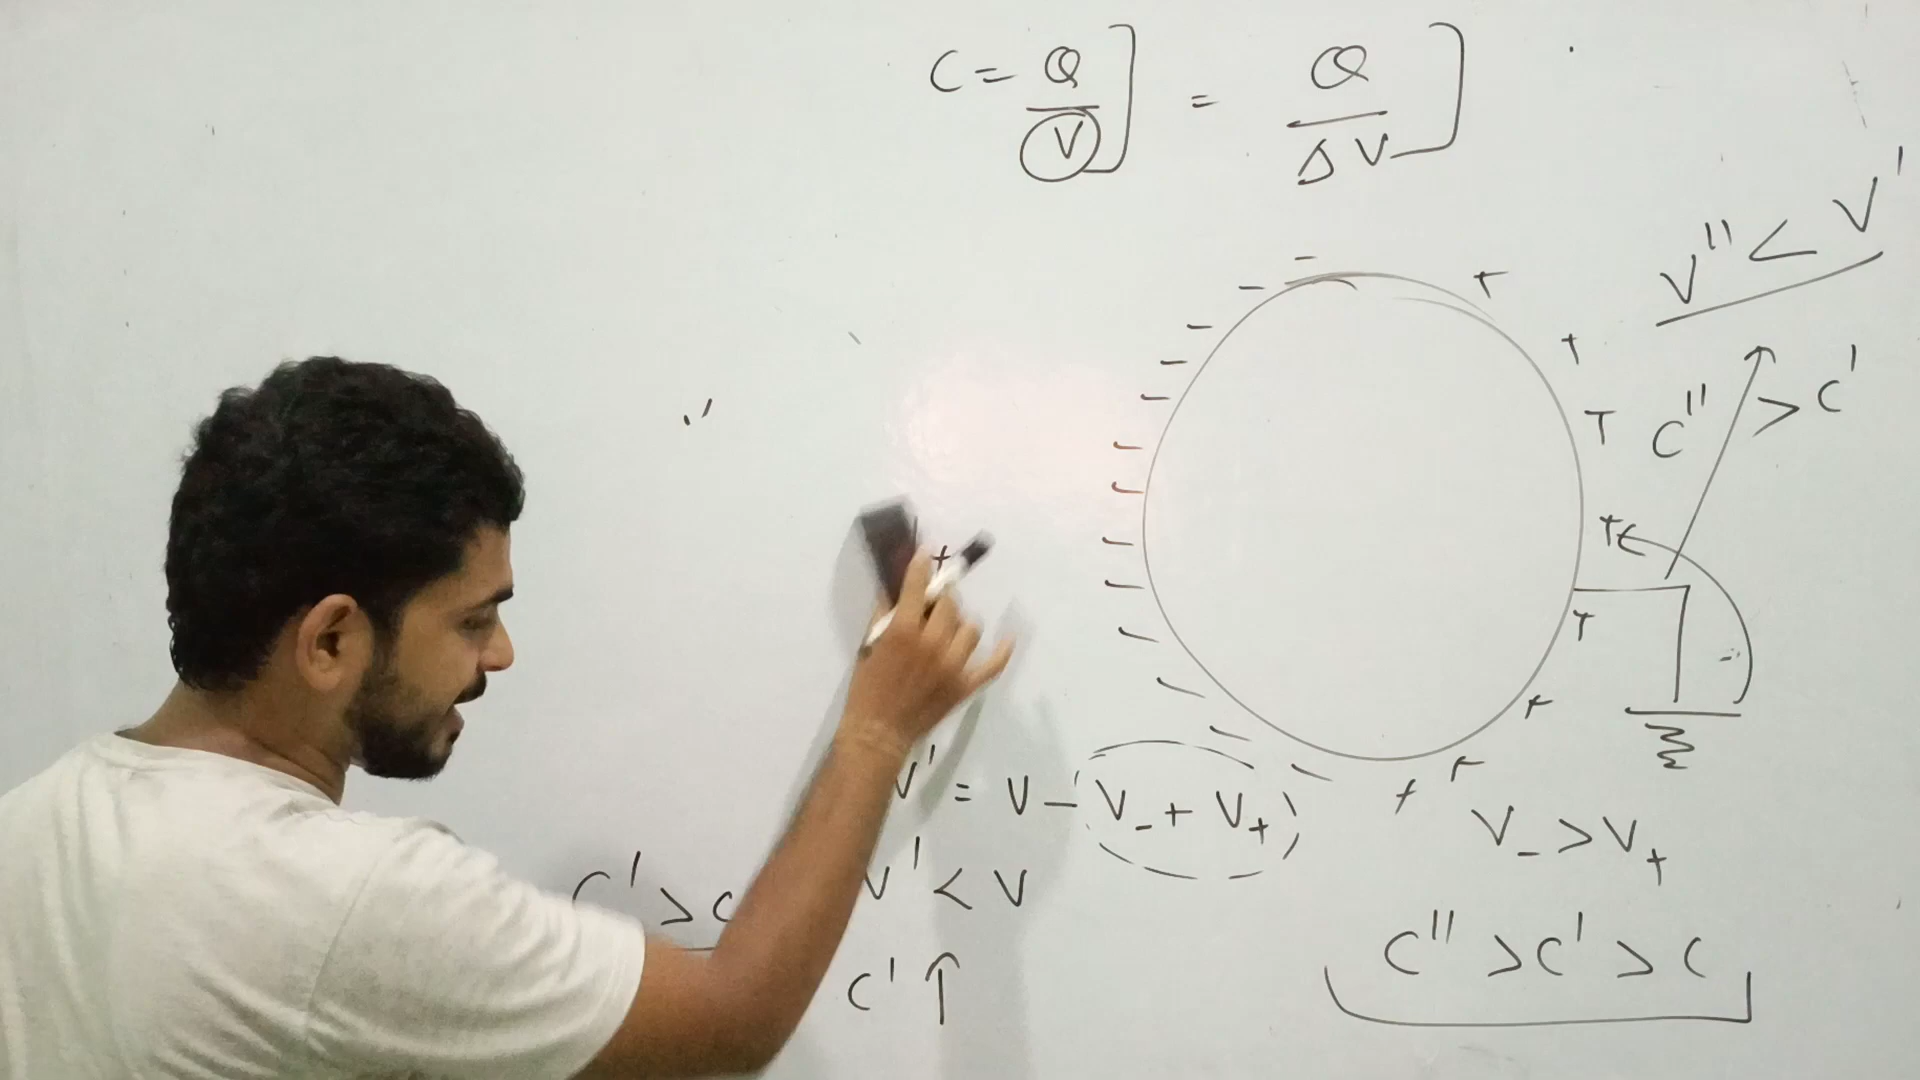 C = Q/V ] = Q/ΔV ]
V'' < V'
C'' > C'
V' = V - V₋ + V₊
V₋ > V₊
C' > C
V' < V
C'' > C' > C
C' ↑